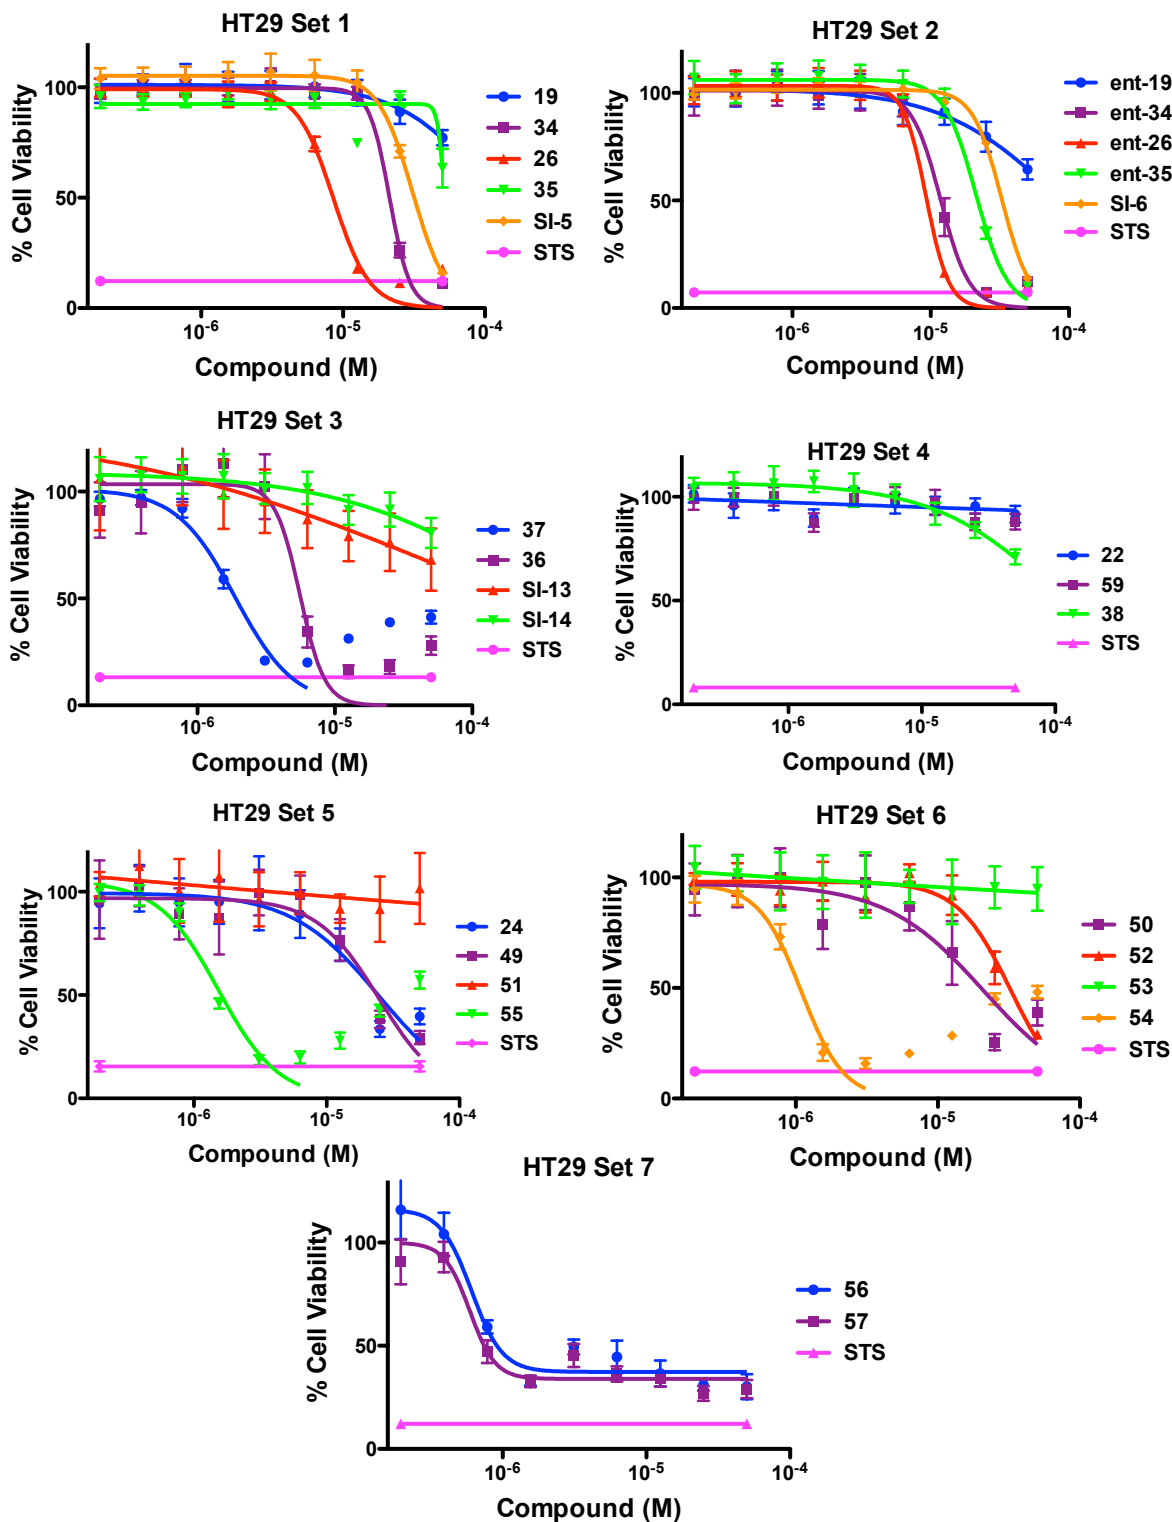 HT29 Set 1
% Cell Viability
100
50
0
10-6
10-5
10-4
Compound (M)
19
34
26
35
SI-5
STS
HT29 Set 2
% Cell Viability
100
50
0
10-6
10-5
10-4
Compound (M)
ent-19
ent-34
ent-26
ent-35
SI-6
STS
HT29 Set 3
% Cell Viability
100
50
0
10-6
10-5
10-4
Compound (M)
37
36
SI-13
SI-14
STS
HT29 Set 4
% Cell Viability
100
50
0
10-6
10-5
10-4
Compound (M)
22
59
38
STS
HT29 Set 5
% Cell Viability
100
50
0
10-6
10-5
10-4
Compound (M)
24
49
51
55
STS
HT29 Set 6
% Cell Viability
100
50
0
10-6
10-5
10-4
Compound (M)
50
52
53
54
STS
HT29 Set 7
% Cell Viability
100
50
0
10-6
10-5
10-4
Compound (M)
56
57
STS